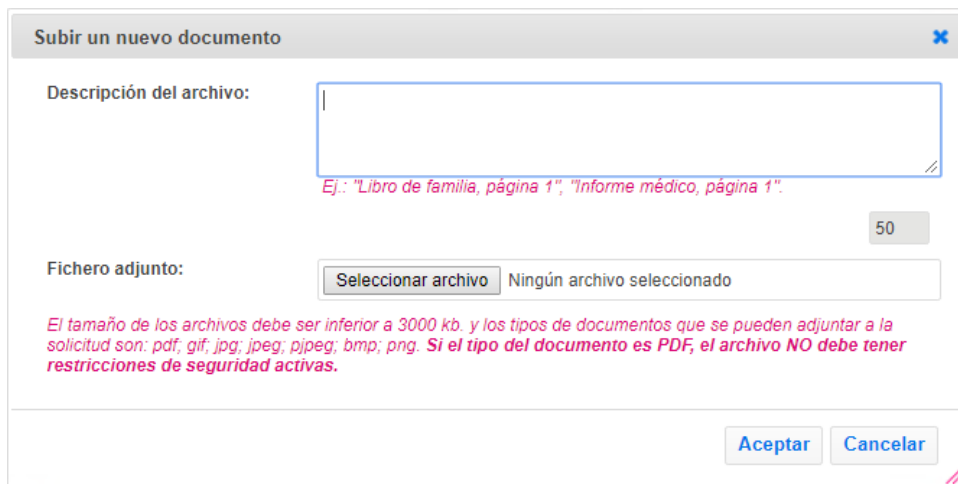 Subir un nuevo documento
Descripción del archivo:
Ej.: "Libro de familia, página 1", "Informe médico, página 1".
50
Fichero adjunto:
Seleccionar archivo Ningún archivo seleccionado
El tamaño de los archivos debe ser inferior a 3000 kb. y los tipos de documentos que se pueden adjuntar a la
solicitud son: pdf; gif; jpg; jpeg; pjpeg; bmp; png. Si el tipo del documento es PDF, el archivo NO debe tener
restricciones de seguridad activas.
Aceptar Cancelar